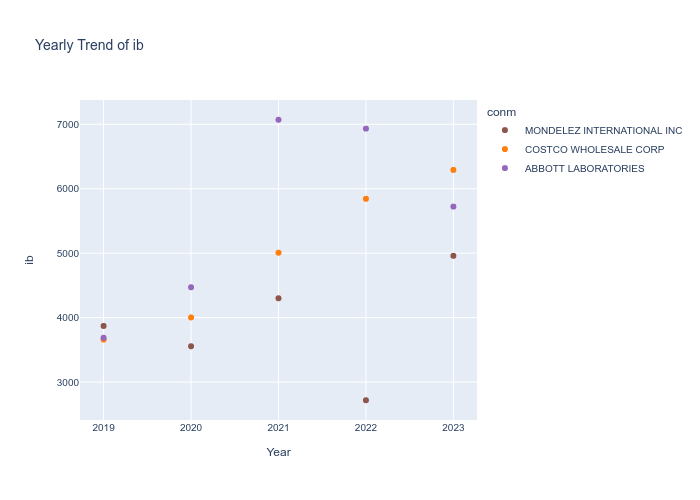 Yearly Trend of ib
conm
MONDELEZ INTERNATIONAL INC
COSTCO WHOLESALE CORP
ABBOTT LABORATORIES
7000
6000
5000
4000
3000
ib
2019 2020 2021 2022 2023
Year